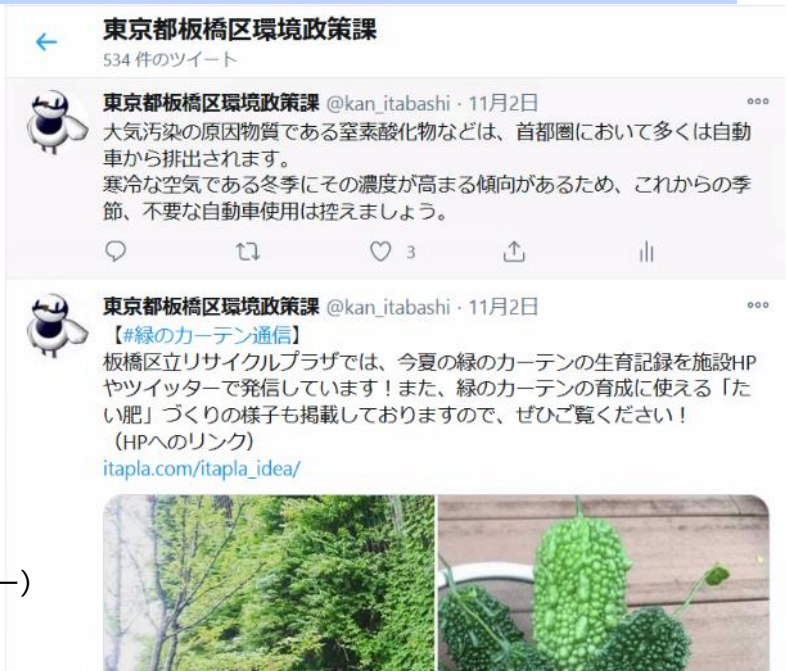 東京都板橋区環境政策課
534 件のツイート
東京都板橋区環境政策課 @kan_itabashi · 11月2日
大気汚染の原因物質である窒素酸化物などは、首都圏において多くは自動
車から排出されます。
寒冷な空気である冬季にその濃度が高まる傾向があるため、これからの季
節、不要な自動車使用は控えましょう。
3
東京都板橋区環境政策課 @kan_itabashi · 11月2日
【#緑のカーテン通信】
板橋区立リサイクルプラザでは、今夏の緑のカーテンの生育記録を施設HP
やツイッターで発信しています！また、緑のカーテンの育成に使える「た
い肥」づくりの様子も掲載しておりますので、ぜひご覧ください！
（HPへのリンク）
itapla.com/itapla_idea/
ー）